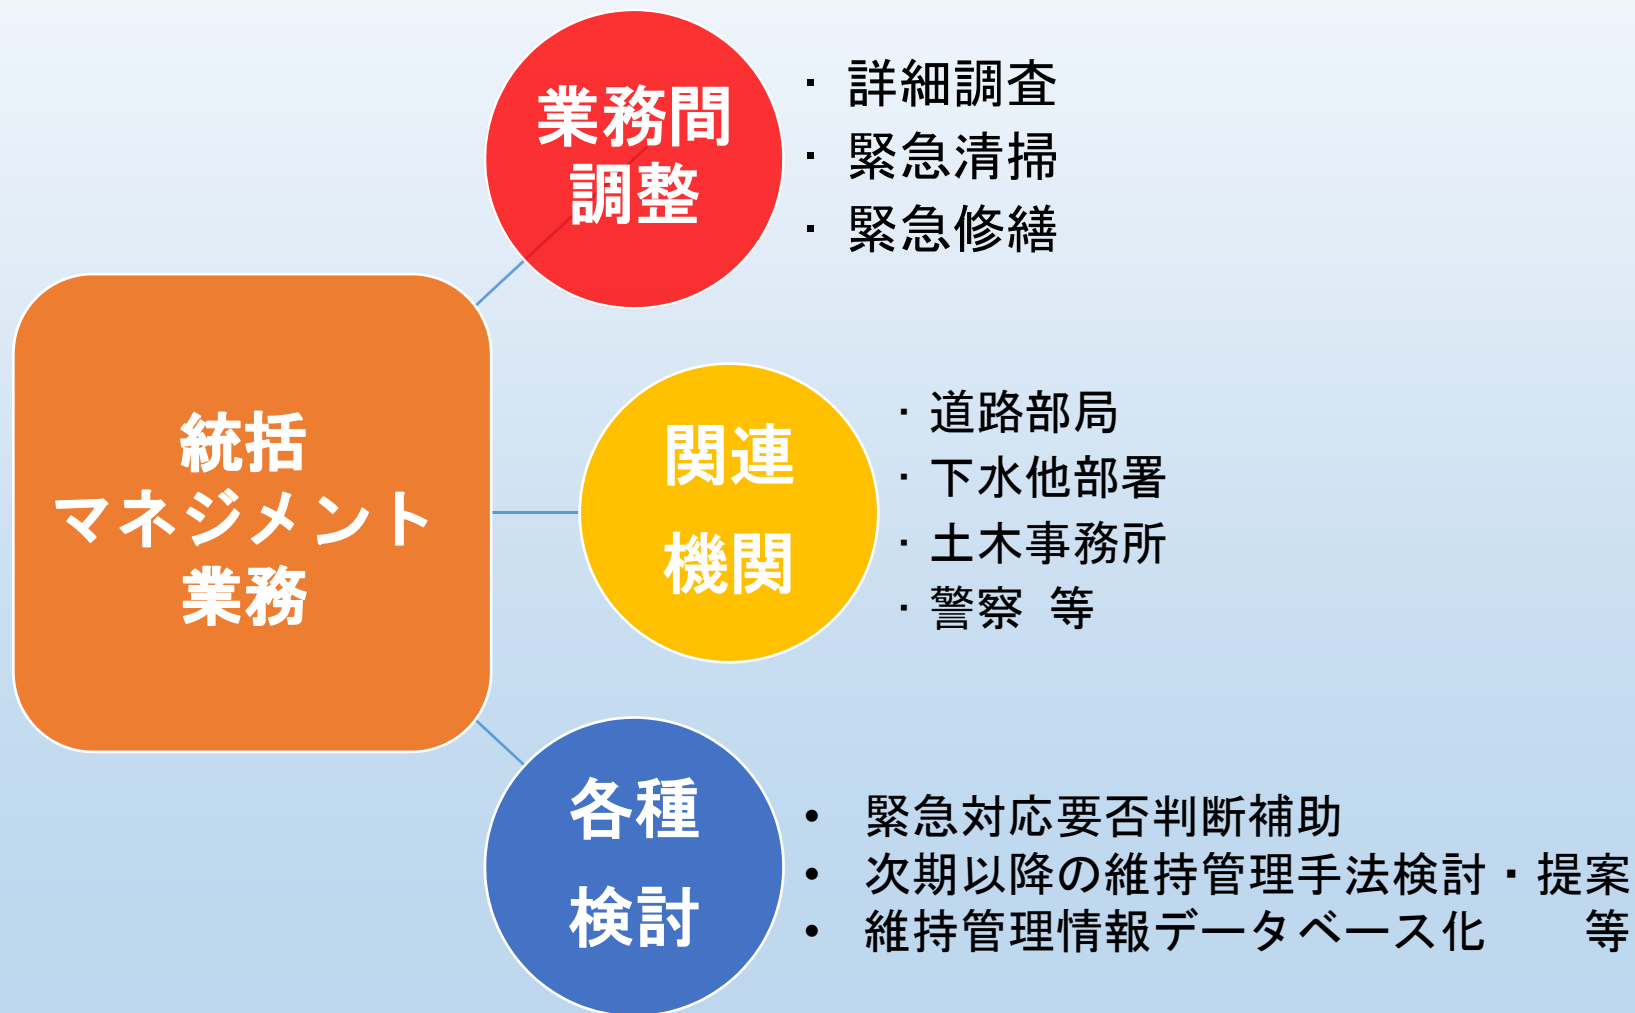 業務間
調整
・ 詳細調査
・ 緊急清掃
・ 緊急修繕
統括
マネジメント
業務
関連
機関
・道路部局
・下水他部署
・土木事務所
・警察 等
各種
検討
• 緊急対応要否判断補助
• 次期以降の維持管理手法検討・提案
• 維持管理情報データベース化　　等